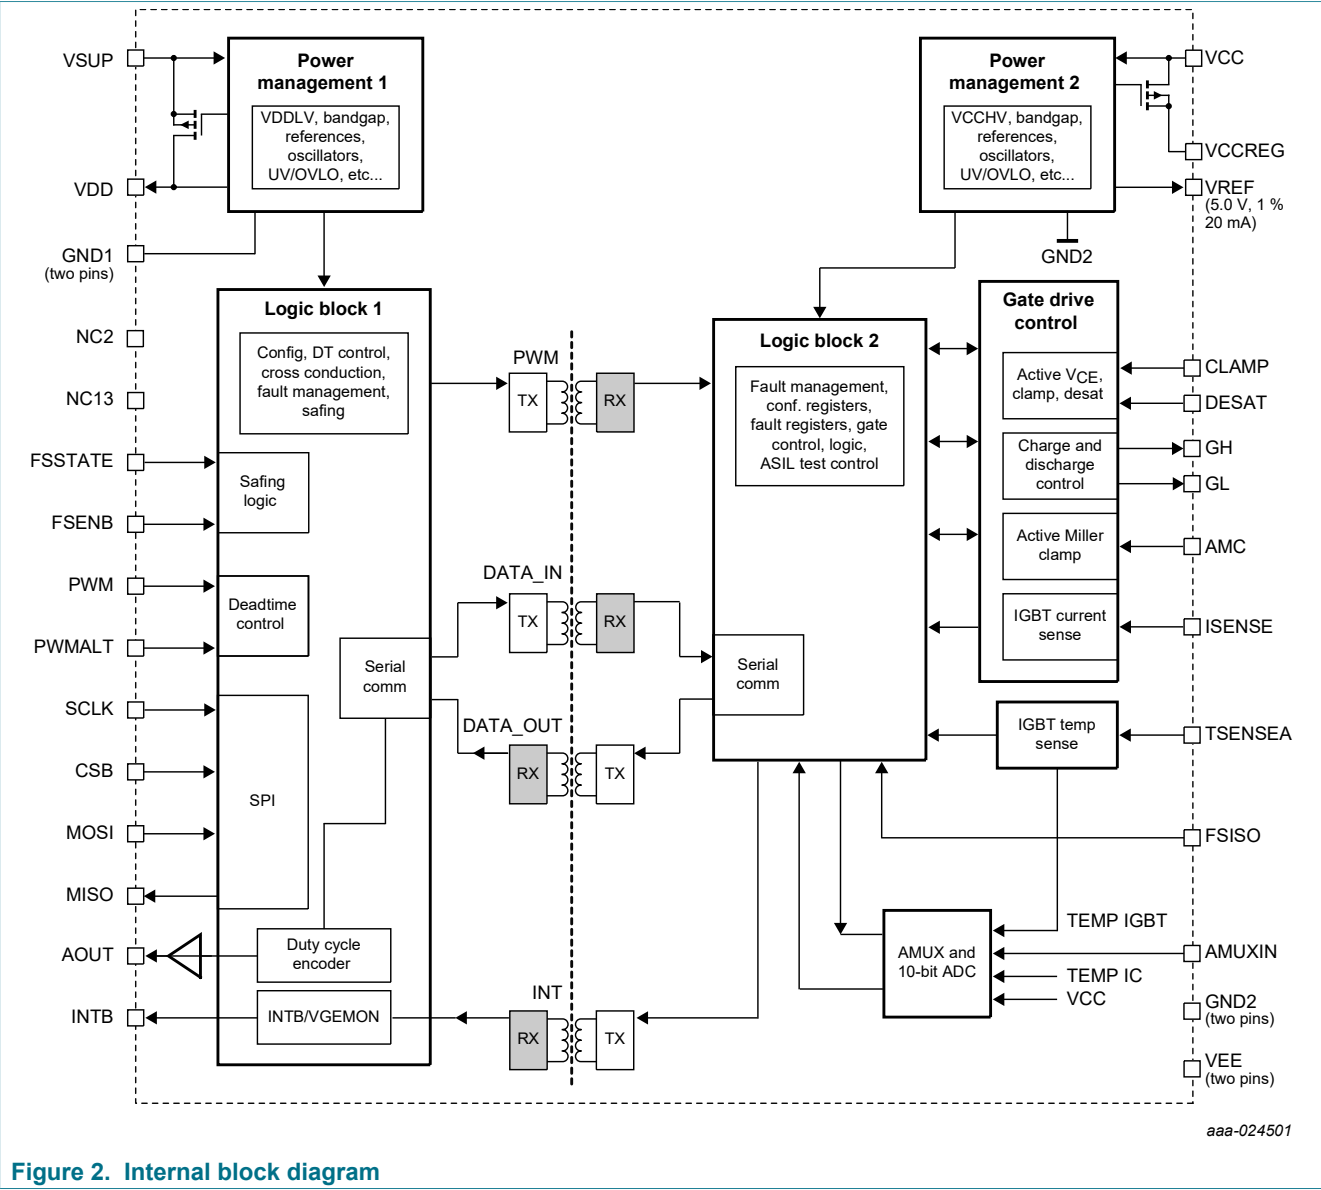 VSUP
VDD
GND1
(two pins)
NC2
NC13
FSSTATE
FSENB
PWM
PWMALT
SCLK
CSB
MOSI
MISO
AOUT
INTB
Power
management 1
VDDLV, bandgap,
references,
oscillators,
UV/OVLO, etc...
Logic block 1
Config, DT control,
cross conduction,
fault management,
safing
Safing
logic
Deadtime
control
Serial
comm
SPI
Duty cycle
encoder
INTB/VGEMON
PWM
TX
RX
DATA_IN
TX
RX
DATA_OUT
RX
TX
INT
RX
TX
Power
management 2
VCCHV, bandgap,
references,
oscillators,
UV/OVLO, etc...
GND2
Logic block 2
Fault management,
conf. registers,
fault registers, gate
control, logic,
ASIL test control
Serial
comm
Gate drive
control
Active VCE,
clamp, desat
Charge and
discharge
control
Active Miller
clamp
IGBT current
sense
IGBT temp
sense
AMUX and
10-bit ADC
TEMP IGBT
TEMP IC
VCC
VCC
VCCREG
VREF
(5.0 V, 1 %
20 mA)
CLAMP
DESAT
GH
GL
AMC
ISENSE
TSENSEA
FSISO
AMUXIN
GND2
(two pins)
VEE
(two pins)
aaa-024501
Figure 2. Internal block diagram